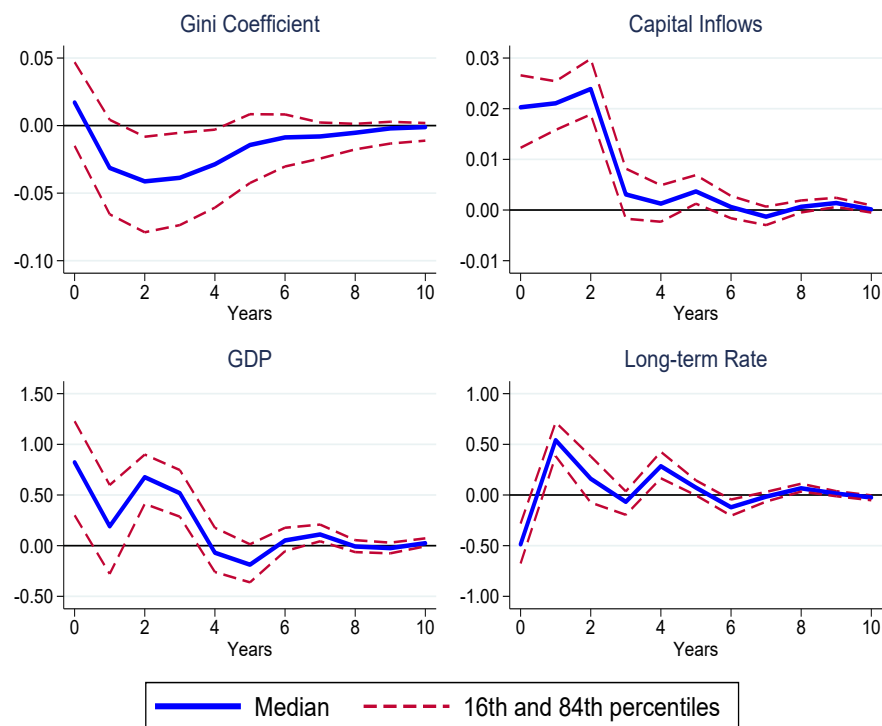 Gini Coefficient
0.05
0.00
-0.05
-0.10
0 2 4 6 8 10
Years
Capital Inflows
0.03
0.02
0.01
0.00
-0.01
0 2 4 6 8 10
Years
GDP
1.50
1.00
0.50
0.00
-0.50
0 2 4 6 8 10
Years
Long-term Rate
1.00
0.50
0.00
-0.50
-1.00
0 2 4 6 8 10
Years
Median 16th and 84th percentiles